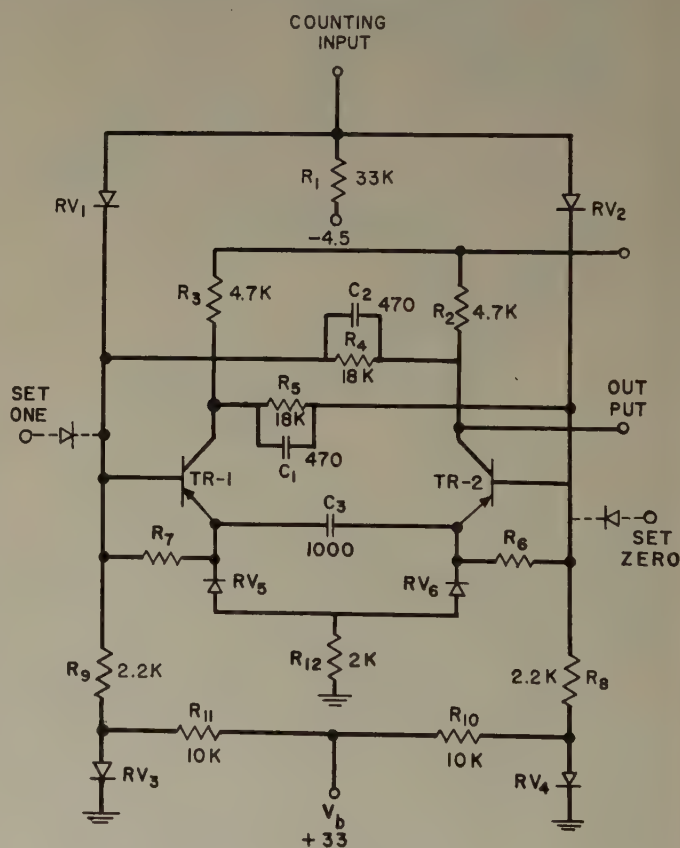 COUNTING
INPUT
R1 33K
RV1
RV2
-4.5
R3 4.7K
C2 470
R2 4.7K
R4
18K
SET
ONE
R5
18K
OUT
PUT
470
C1
TR-1
TR-2
C3
1000
R7
R6
SET
ZERO
RV5
RV6
R12 2K
R9 2.2K
2.2K R8
R11
10K
R10
10K
RV3
RV4
Vb
+33